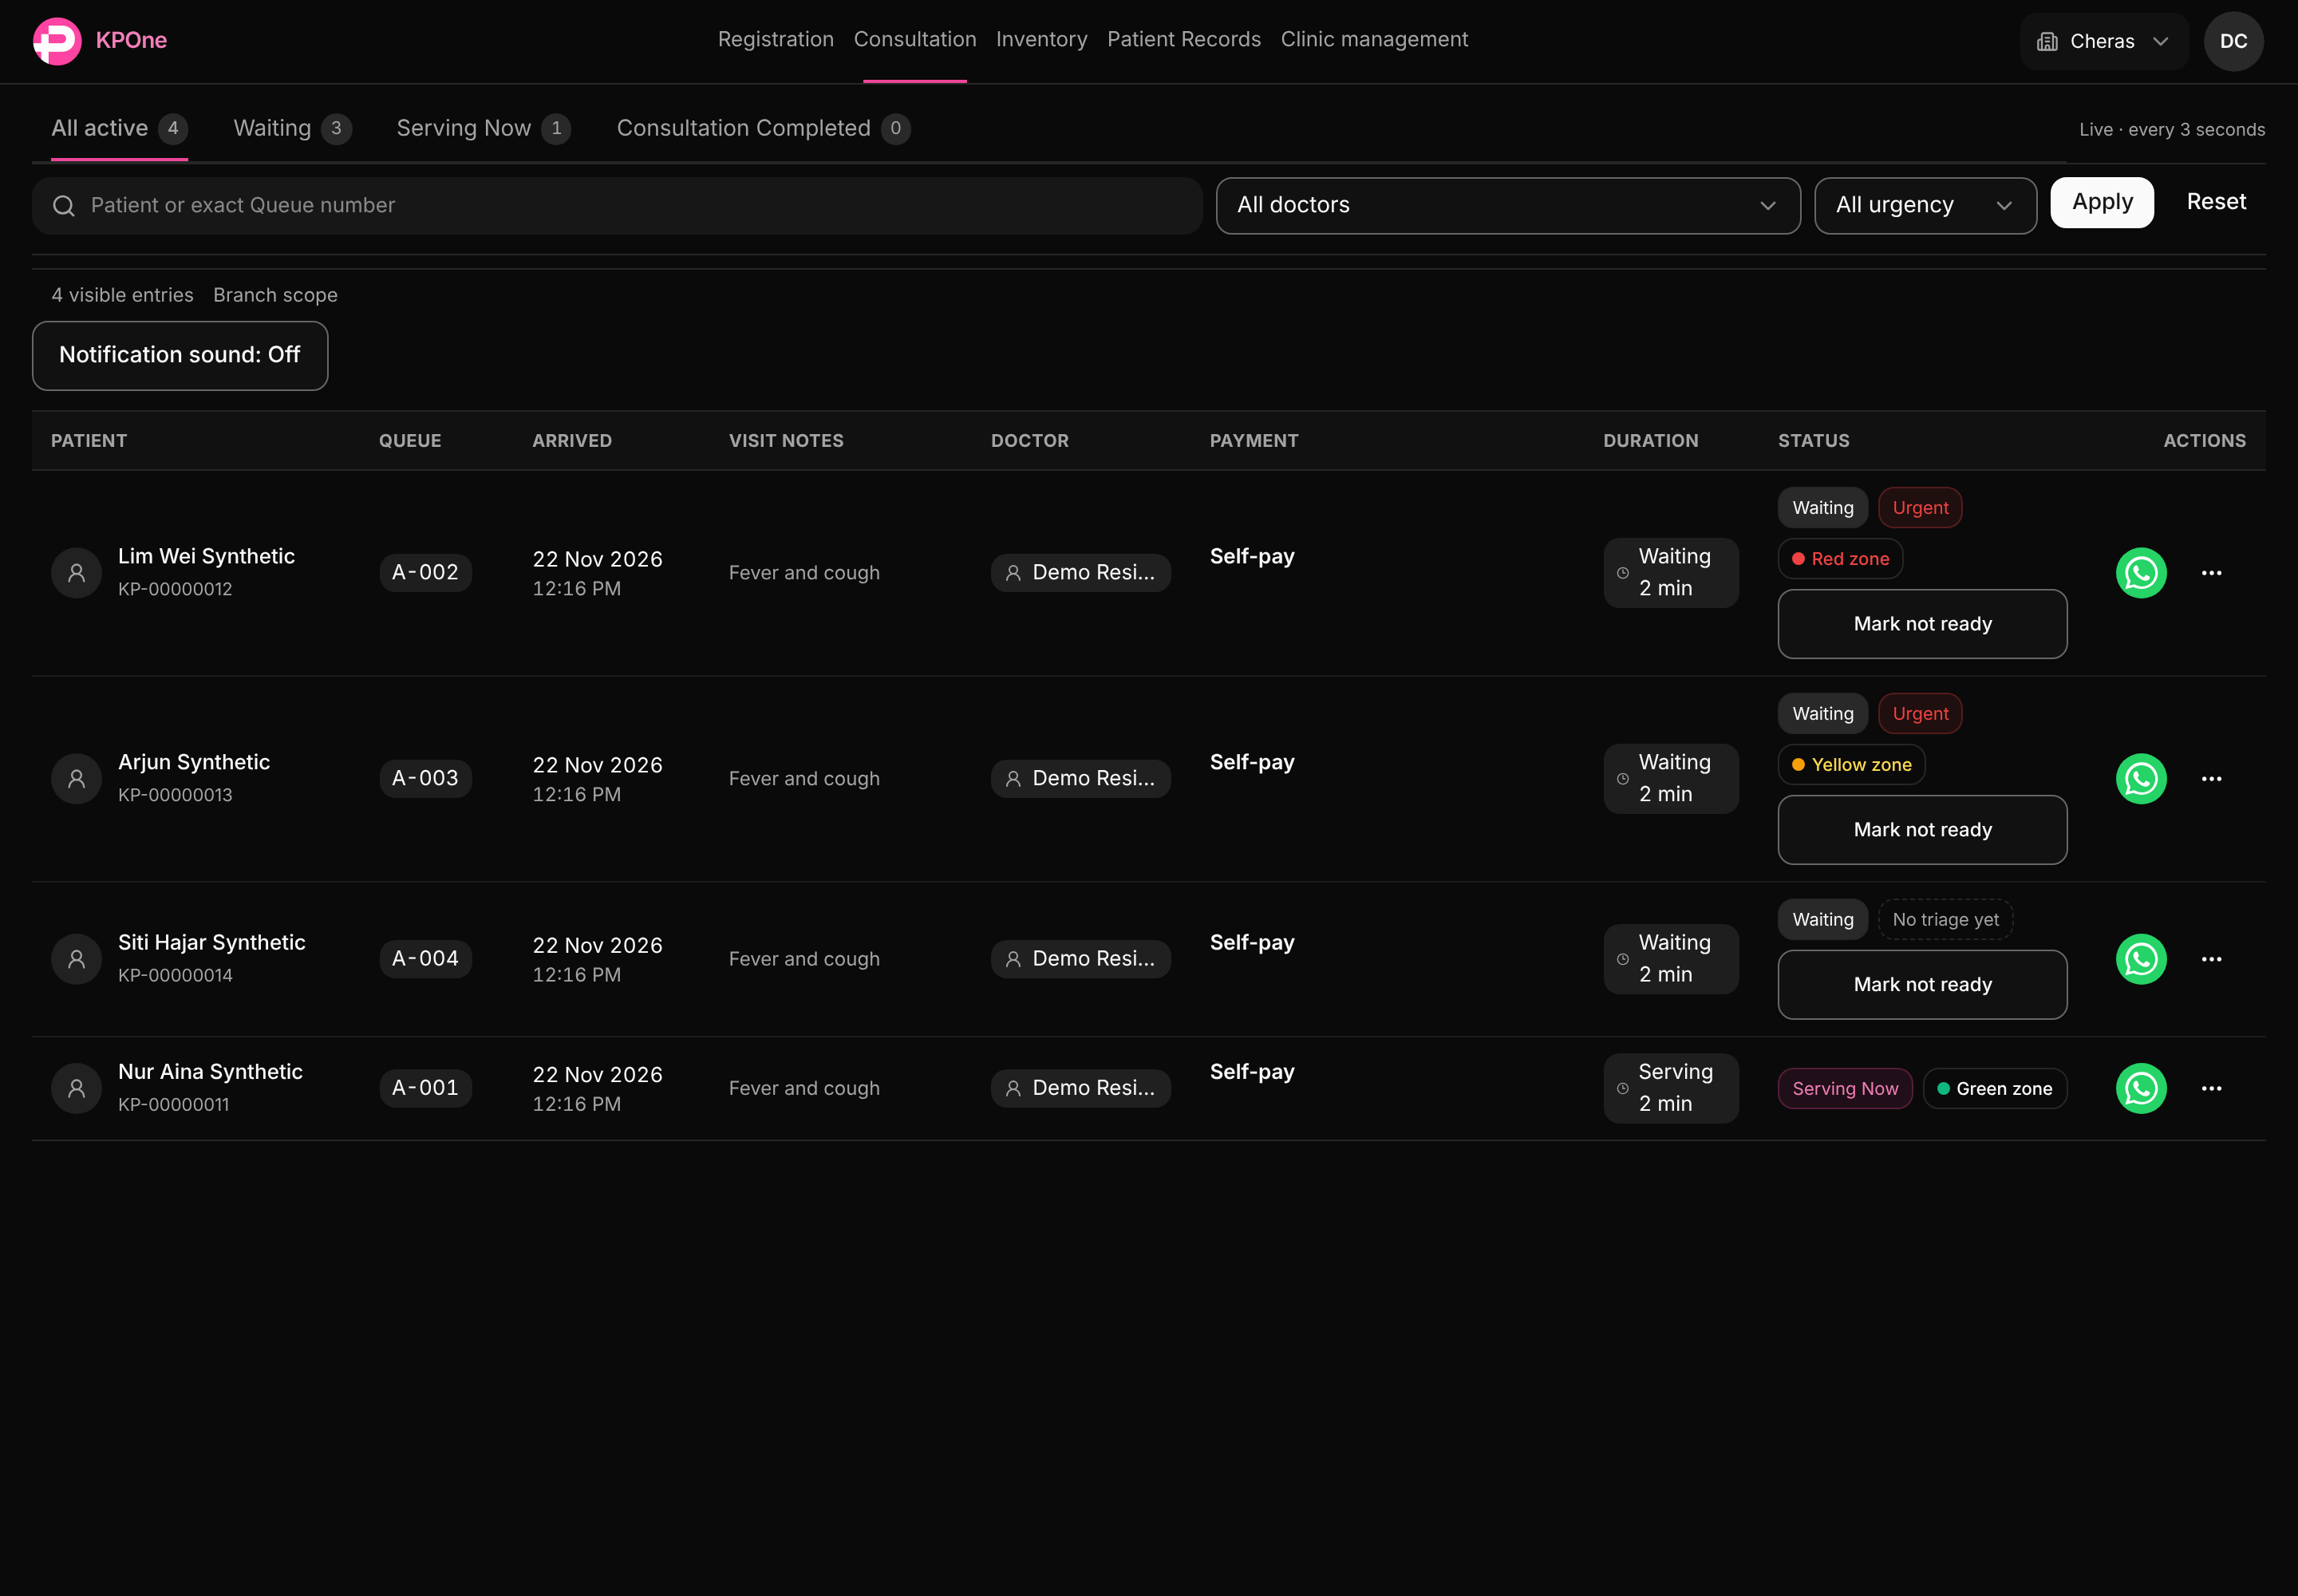 KPOne
Registration Consultation Inventory Patient Records Clinic management
Cheras
DC
All active 4 Waiting 3 Serving Now 1 Consultation Completed 0
Live · every 3 seconds
Patient or exact Queue number
All doctors
All urgency
Apply
Reset
4 visible entries Branch scope
Notification sound: Off
PATIENT QUEUE ARRIVED VISIT NOTES DOCTOR PAYMENT DURATION STATUS ACTIONS
Lim Wei Synthetic
KP-00000012
A-002
22 Nov 2026
12:16 PM
Fever and cough
Demo Resi...
Self-pay
Waiting
2 min
Waiting Urgent
Red zone
Mark not ready
Arjun Synthetic
KP-00000013
A-003
22 Nov 2026
12:16 PM
Fever and cough
Demo Resi...
Self-pay
Waiting
2 min
Waiting Urgent
Yellow zone
Mark not ready
Siti Hajar Synthetic
KP-00000014
A-004
22 Nov 2026
12:16 PM
Fever and cough
Demo Resi...
Self-pay
Waiting
2 min
Waiting No triage yet
Mark not ready
Nur Aina Synthetic
KP-00000011
A-001
22 Nov 2026
12:16 PM
Fever and cough
Demo Resi...
Self-pay
Serving
2 min
Serving Now Green zone